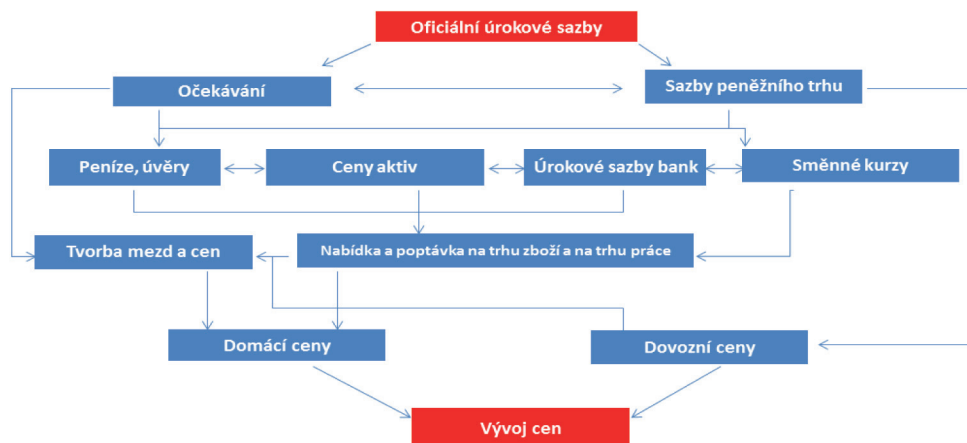 Oficiální úrokové sazby
Očekávání
Sazby peněžního trhu
Peníze, úvěry
Ceny aktiv
Úrokové sazby bank
Směnné kurzy
Tvorba mezd a cen
Nabídka a poptávka na trhu zboží a na trhu práce
Domácí ceny
Dovozní ceny
Vývoj cen